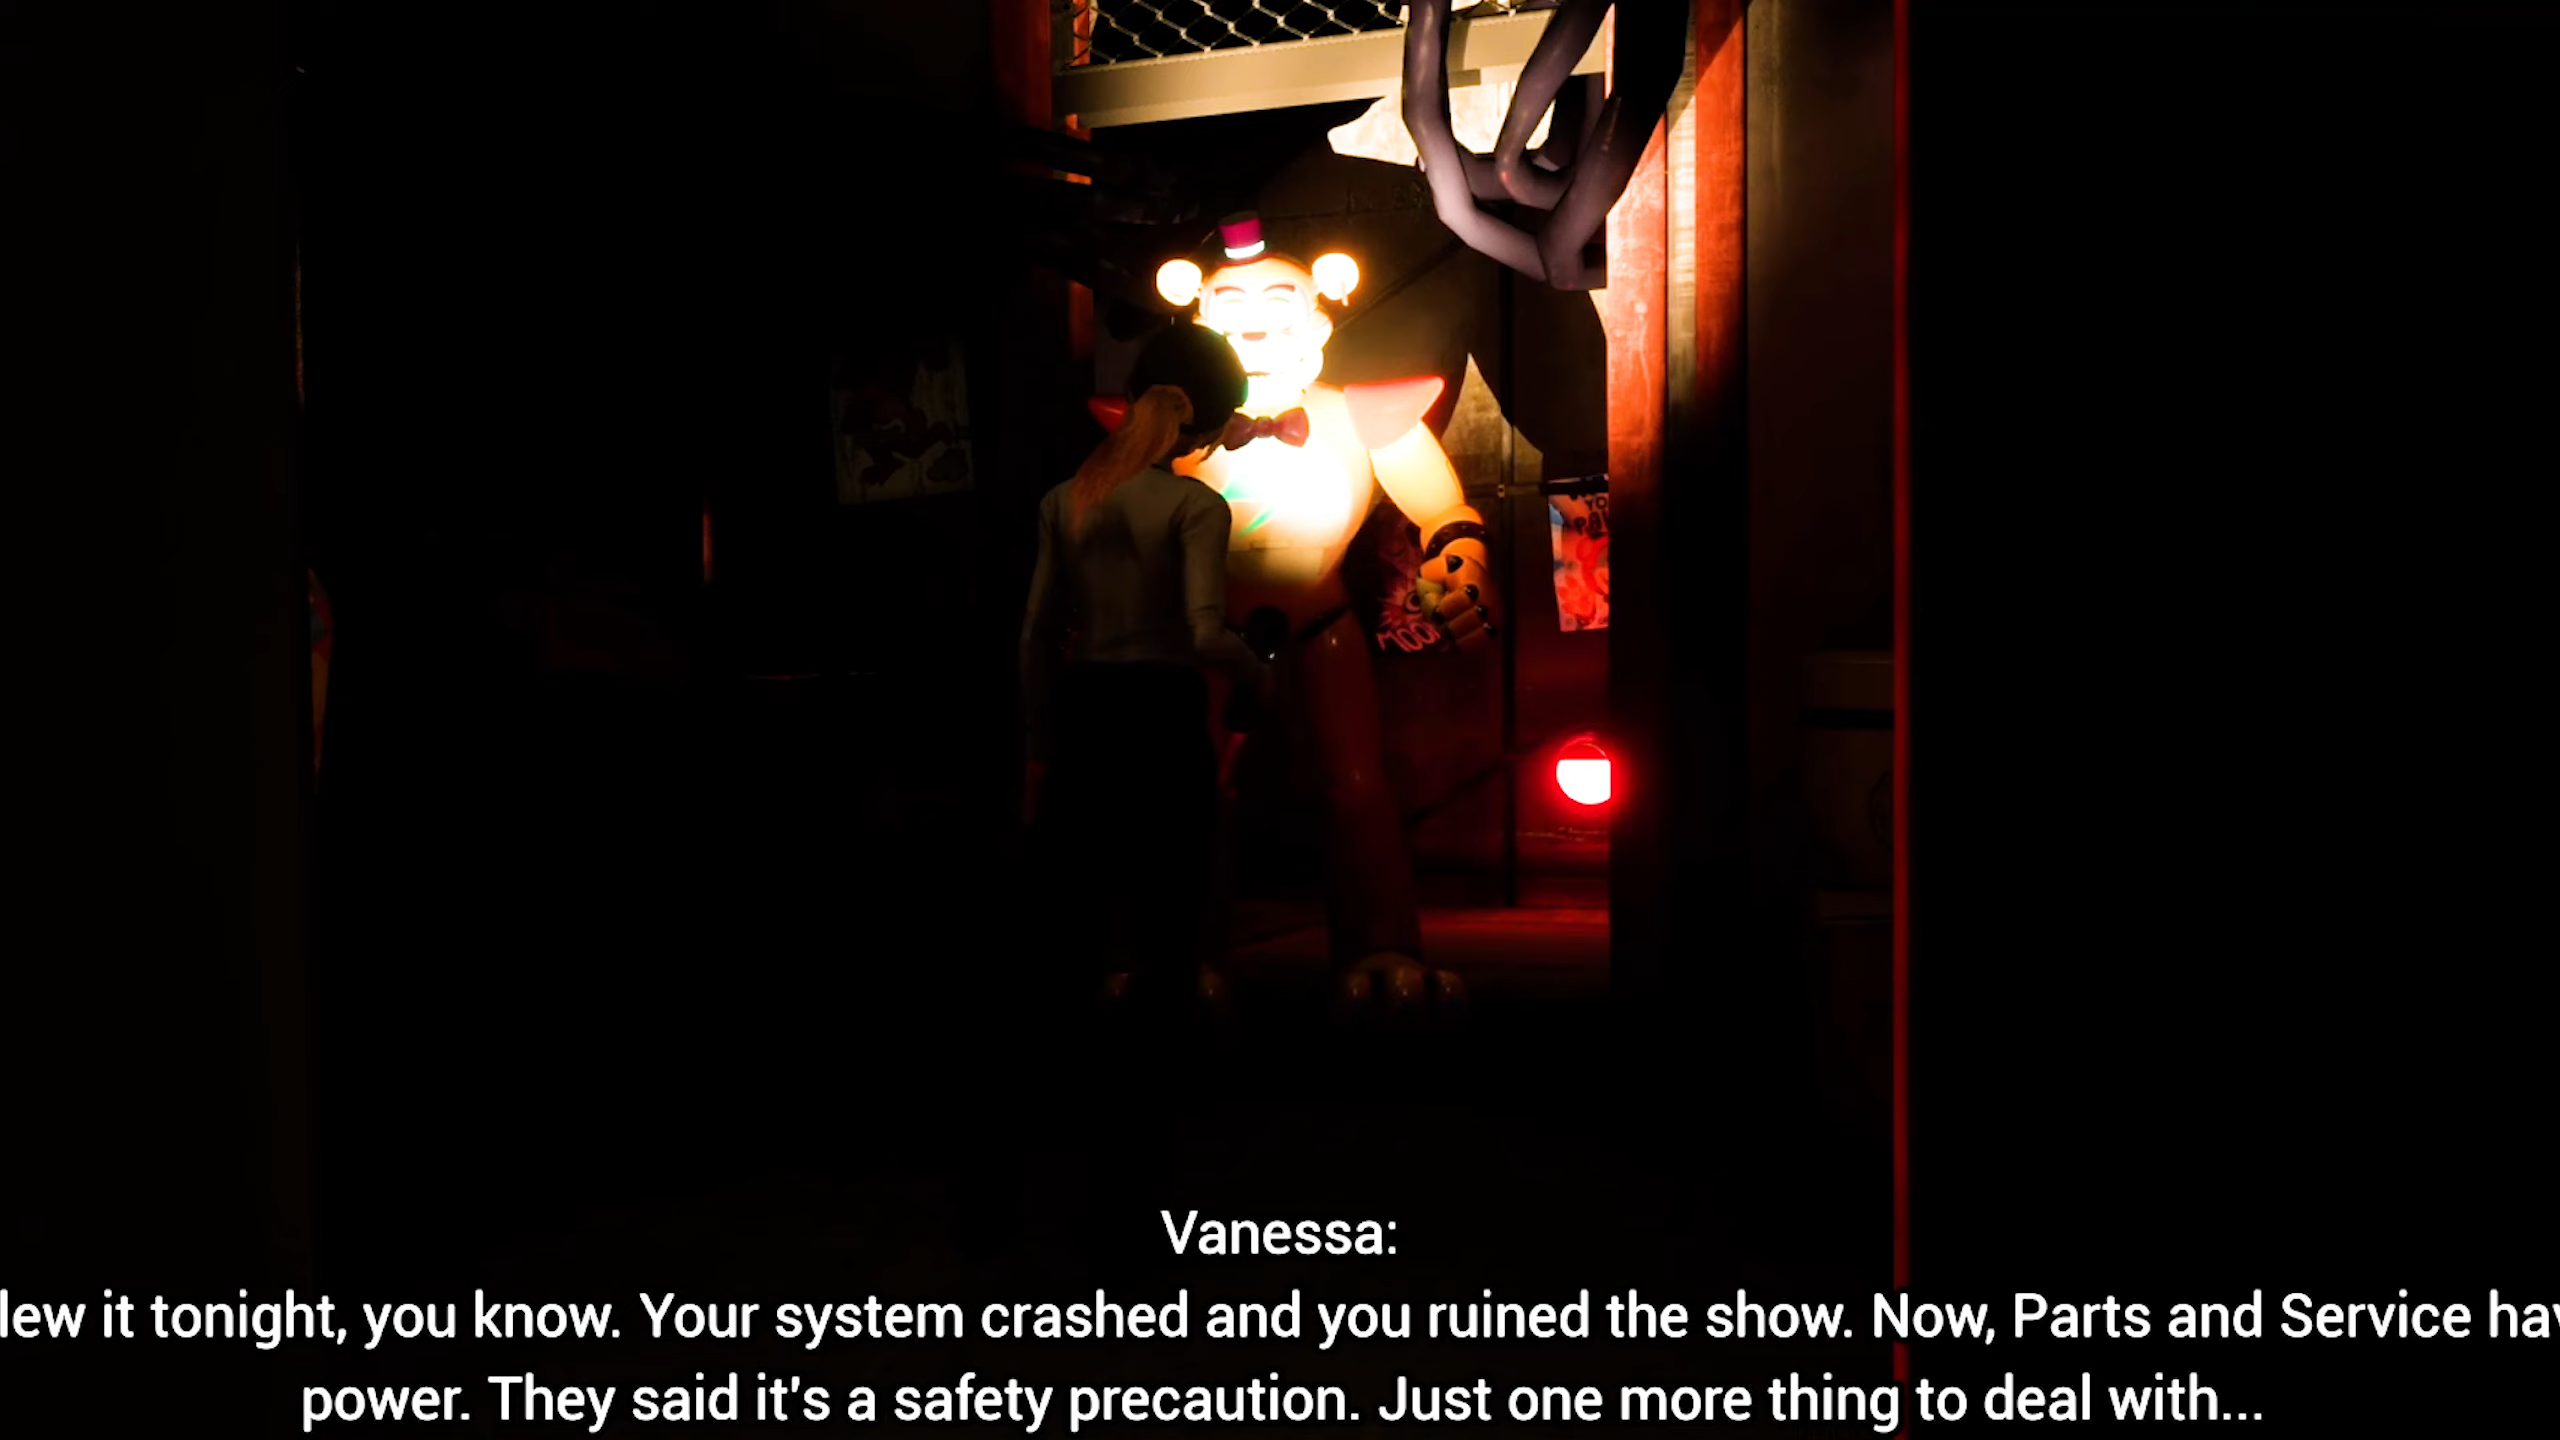 Vanessa:
lew it tonight, you know. Your system crashed and you ruined the show. Now, Parts and Service hav
power. They said it's a safety precaution. Just one more thing to deal with...